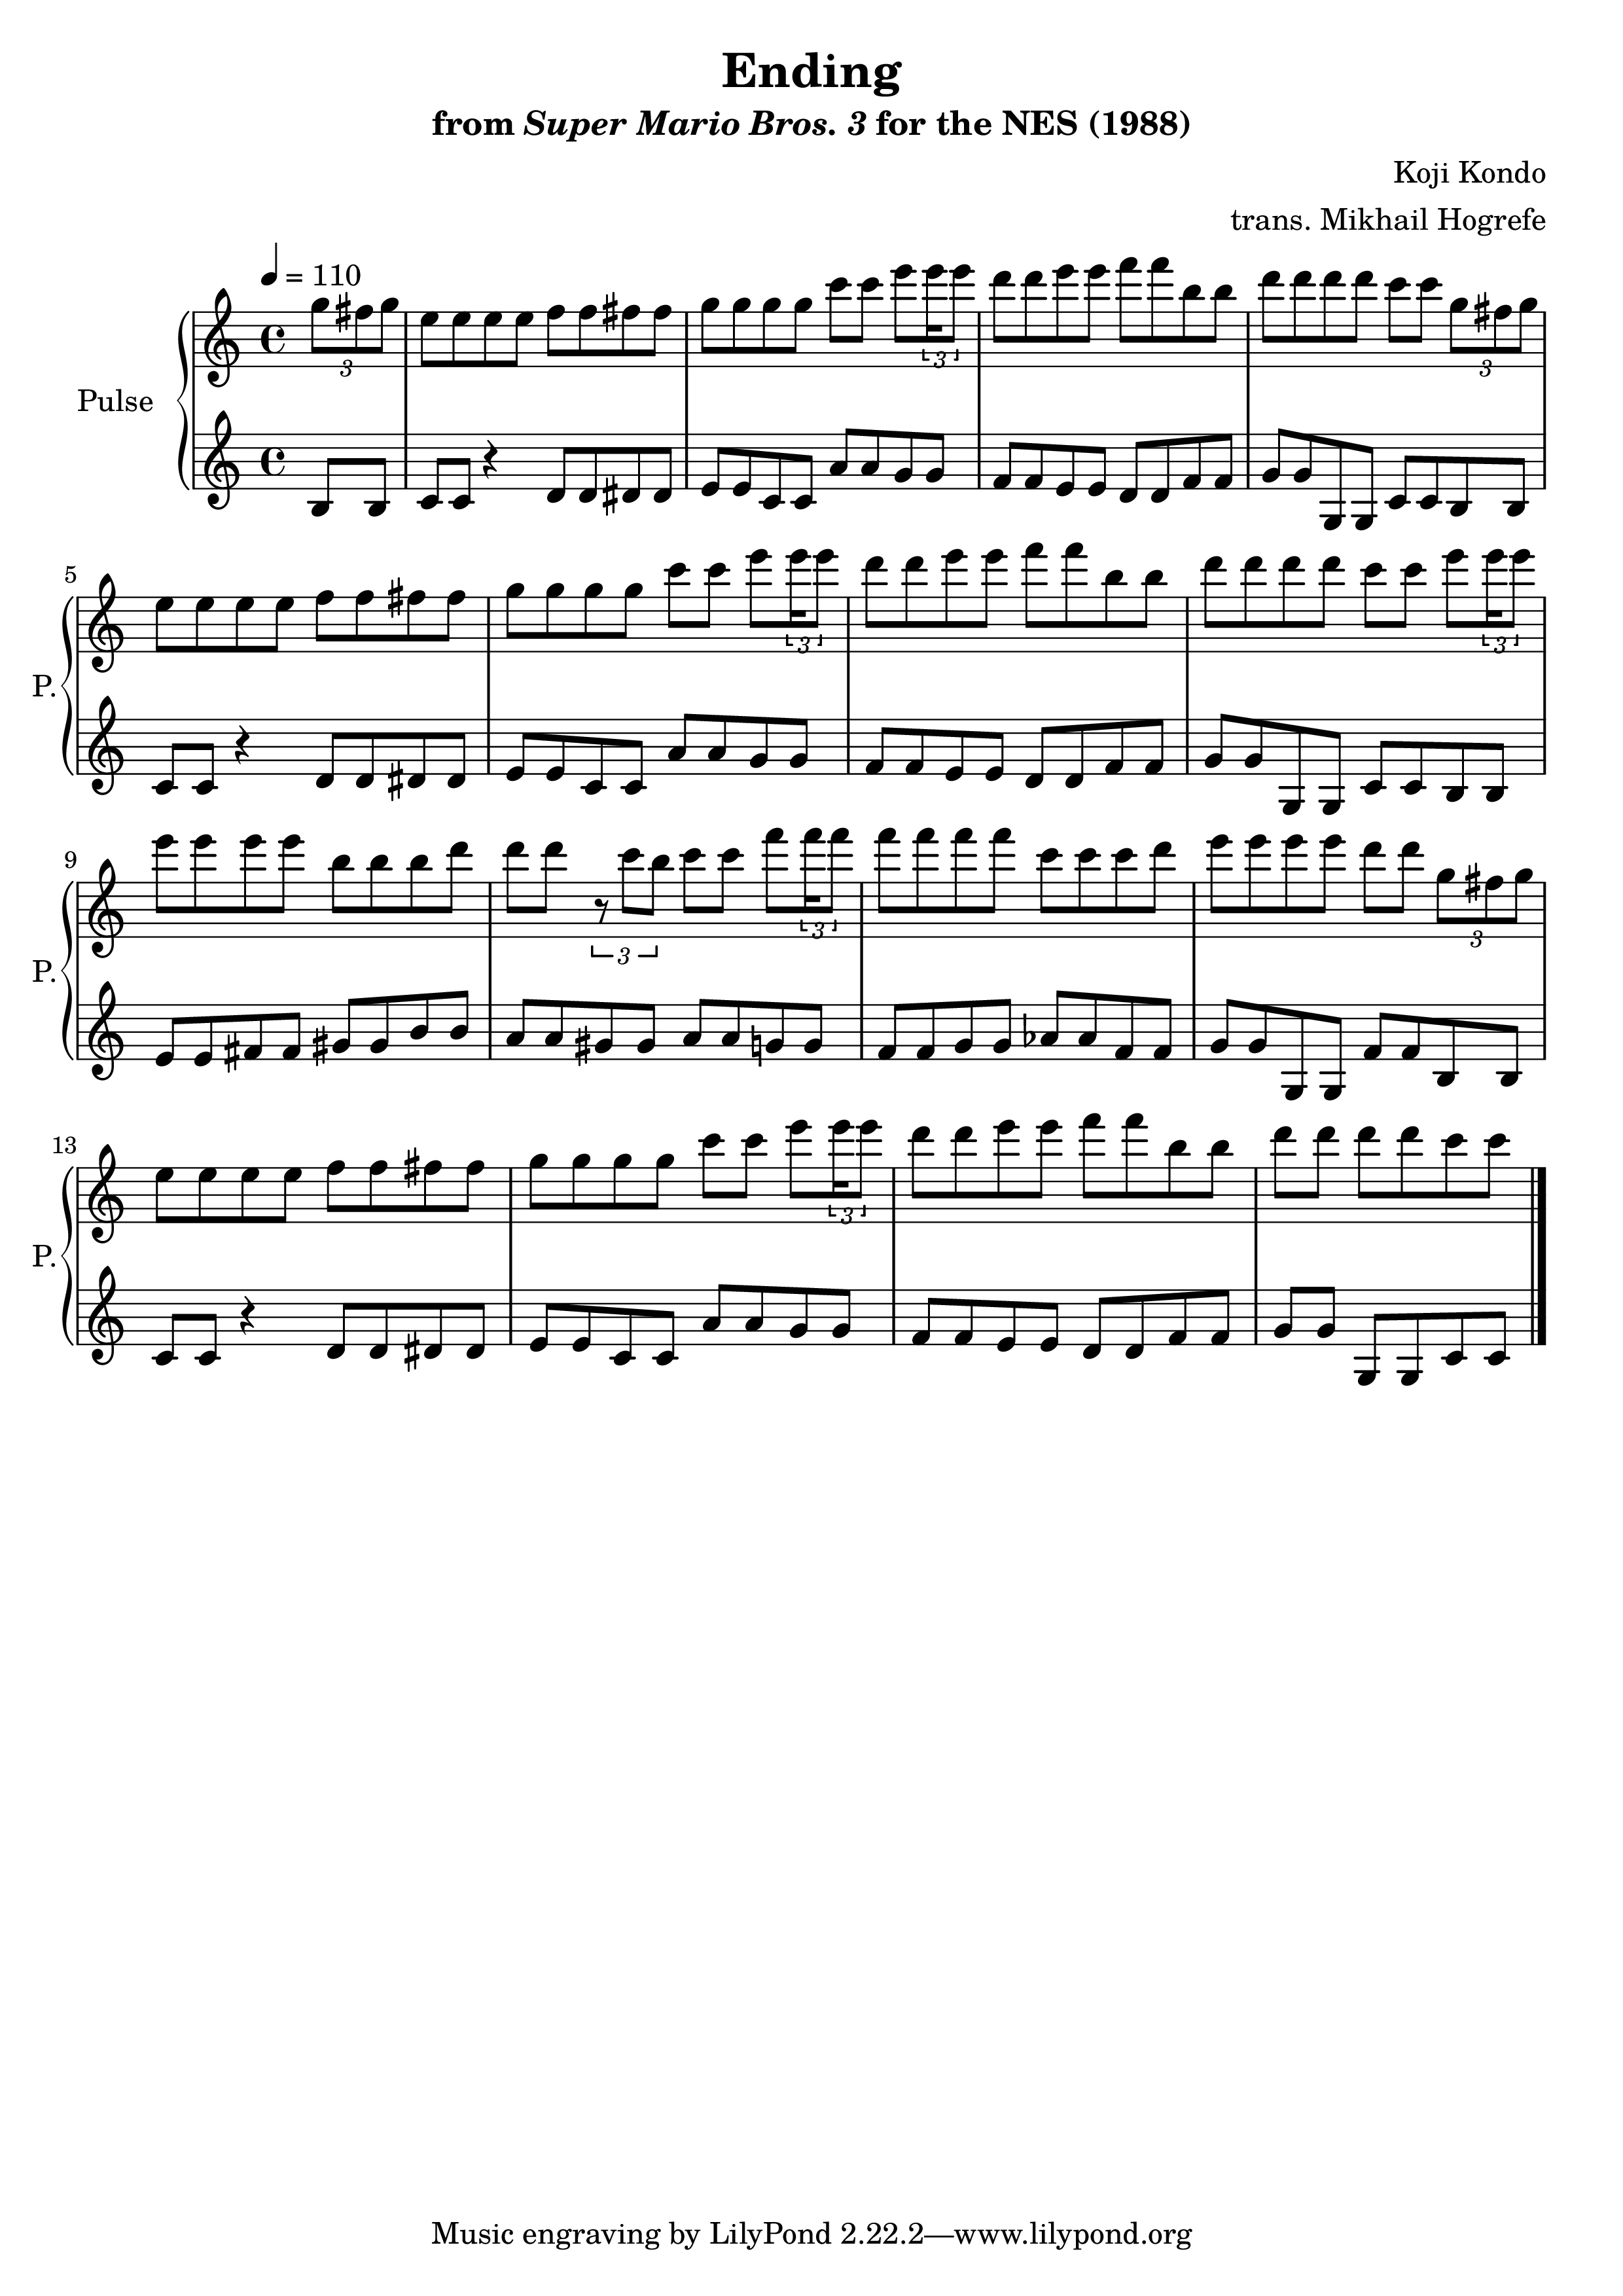 Ending
from Super Mario Bros. 3 for the NES (1988)
Koji Kondo
trans. Mikhail Hogrefe
= 110
Pulse
3
3
3
5
P.
3
3
9
P.
3
3
3
13
P.
3
Music engraving by LilyPond 2.22.2—www.lilypond.org